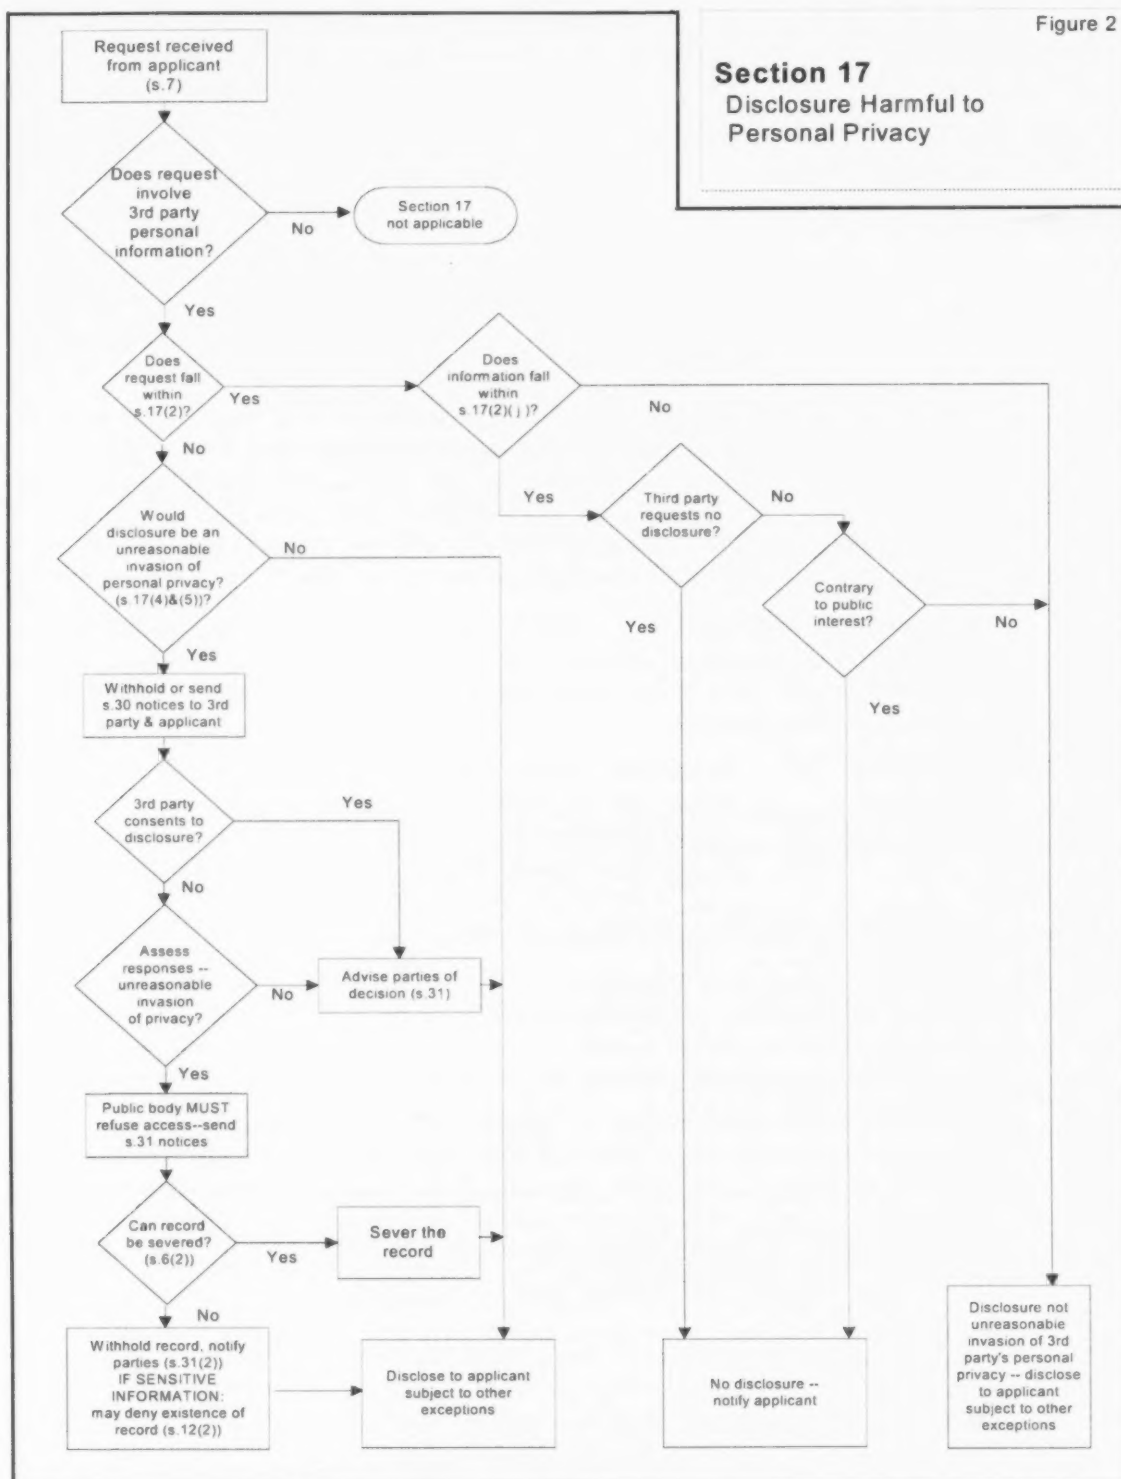 Figure 2
Section 17
Disclosure Harmful to
Personal Privacy
Request received
from applicant
(s.7)
Does request
involve
3rd party
personal
information?
No
Section 17
not applicable
Yes
Does
request fall
within
s.17(2)?
Yes
Does
information fall
within
s.17(2)( j )?
No
No
Yes
Third party
requests no
disclosure?
No
Would
disclosure be an
unreasonable
invasion of
personal privacy?
(s.17(4)&(5))?
No
Contrary
to public
interest?
No
Yes
Yes
Yes
Withhold or send
s.30 notices to 3rd
party & applicant
3rd party
consents to
disclosure?
Yes
No
Assess
responses --
unreasonable
invasion
of privacy?
No
Advise parties of
decision (s.31)
Yes
Public body MUST
refuse access--send
s.31 notices
Can record
be severed?
(s.6(2))
Yes
Sever the
record
No
Withhold record, notify
parties (s.31(2))
IF SENSITIVE
INFORMATION:
may deny existence of
record (s.12(2))
Disclose to applicant
subject to other
exceptions
No disclosure --
notify applicant
Disclosure not
unreasonable
invasion of 3rd
party's personal
privacy -- disclose
to applicant
subject to other
exceptions